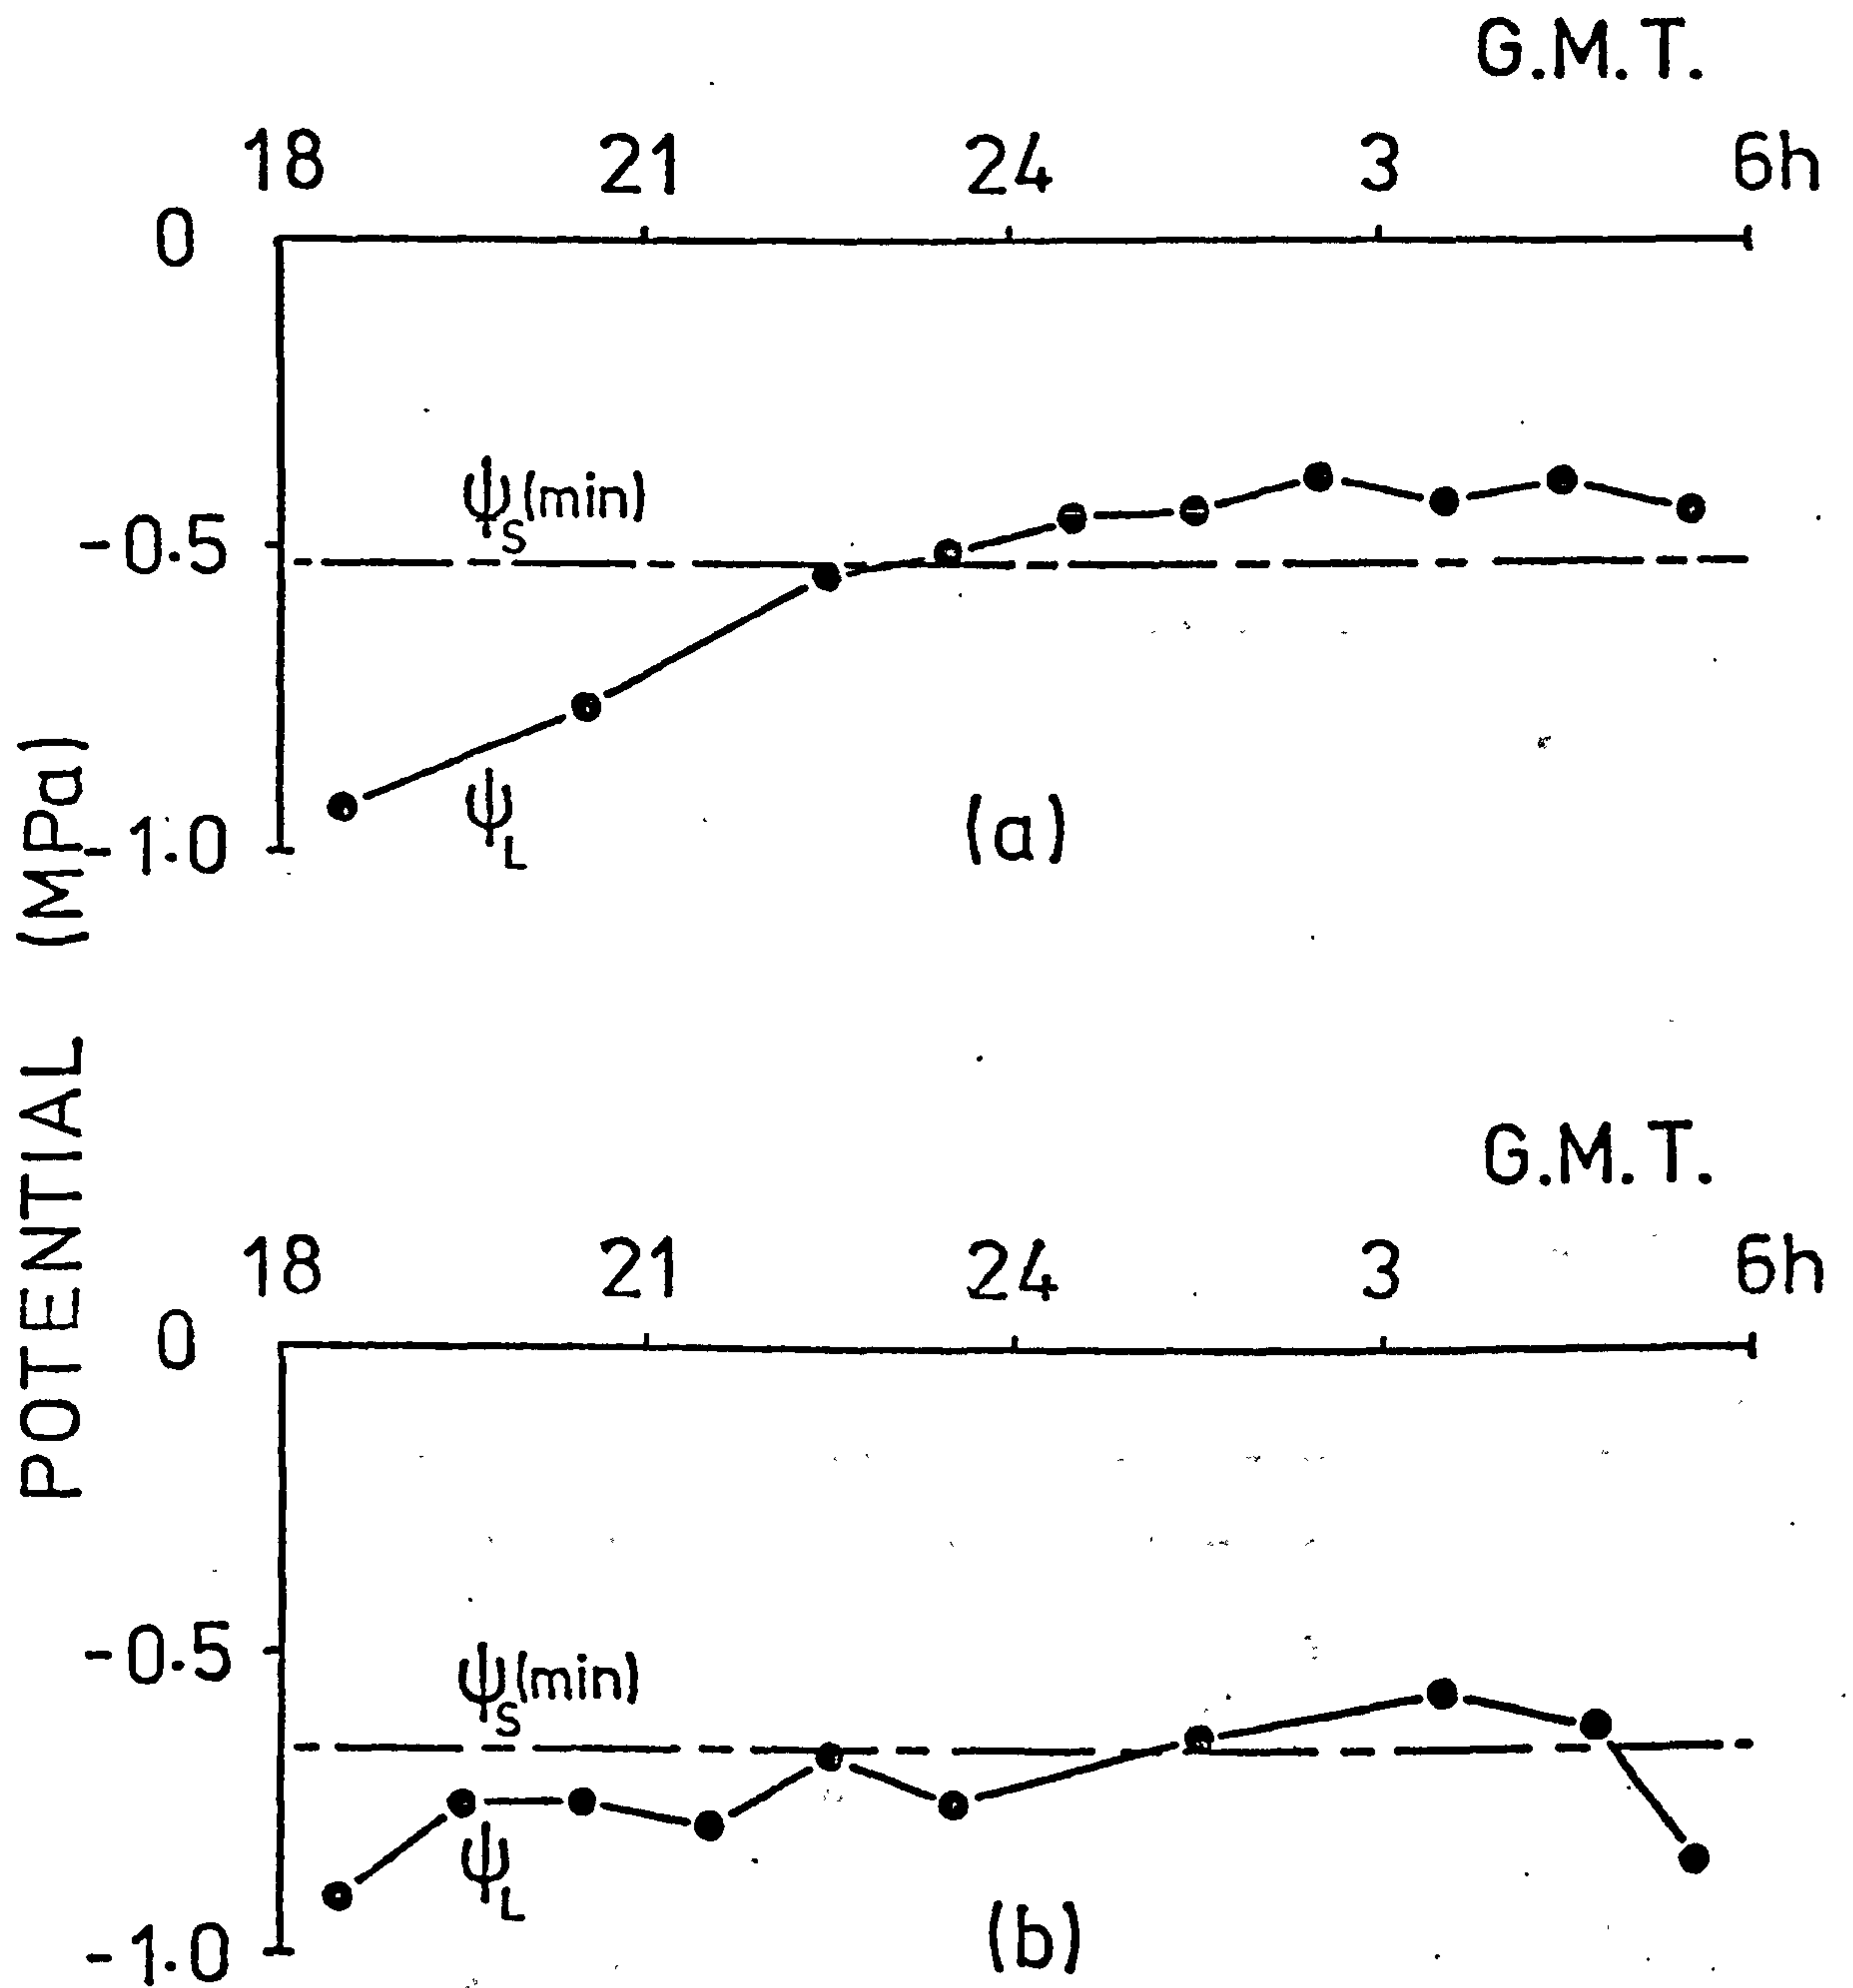 G.M.T.
18 21 24 3 6h
0
ψs(min)
-0.5
ψL
(a)
-1.0
POTENTIAL (MPa)
G.M.T.
18 21 24 3 6h
0
-0.5
ψs(min)
ψL
(b)
-1.0